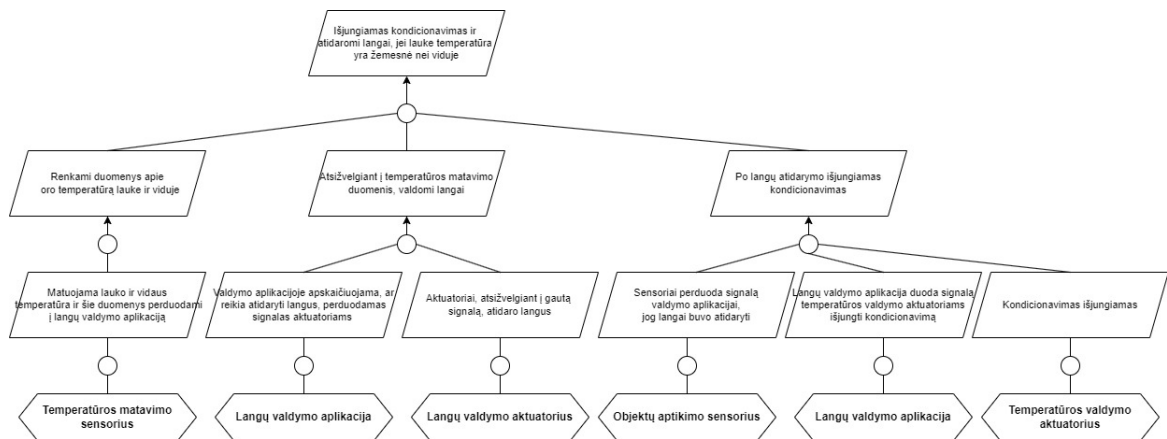 Išjungiamas kondicionavimas ir
atidaromi langai, jei lauke temperatūra
yra žemesnė nei viduje
Renkami duomenys apie
oro temperatūrą lauke ir viduje
Atsižvelgiant į temperatūros matavimo
duomenis, valdomi langai
Po langų atidarymo išjungiamas
kondicionavimas
Matuojama lauko ir vidaus
temperatūra ir šie duomenys perduodami
į langų valdymo aplikaciją
Valdymo aplikacijoje apskaičiuojama, ar
reikia atidaryti langus, perduodamas
signalas aktuatoriams
Aktuatoriai, atsižvelgiant į gautą
signalą, atidaro langus
Sensoriai perduoda signalą
valdymo aplikacijai,
jog langai buvo atidaryti
Langų valdymo aplikacija duoda signalą
temperatūros valdymo aktuatoriams
išjungti kondicionavimą
Kondicionavimas išjungiamas
Temperatūros matavimo
sensorius
Langų valdymo aplikacija
Langų valdymo aktuatorius
Objektų aptikimo sensorius
Langų valdymo aplikacija
Temperatūros valdymo
aktuatorius